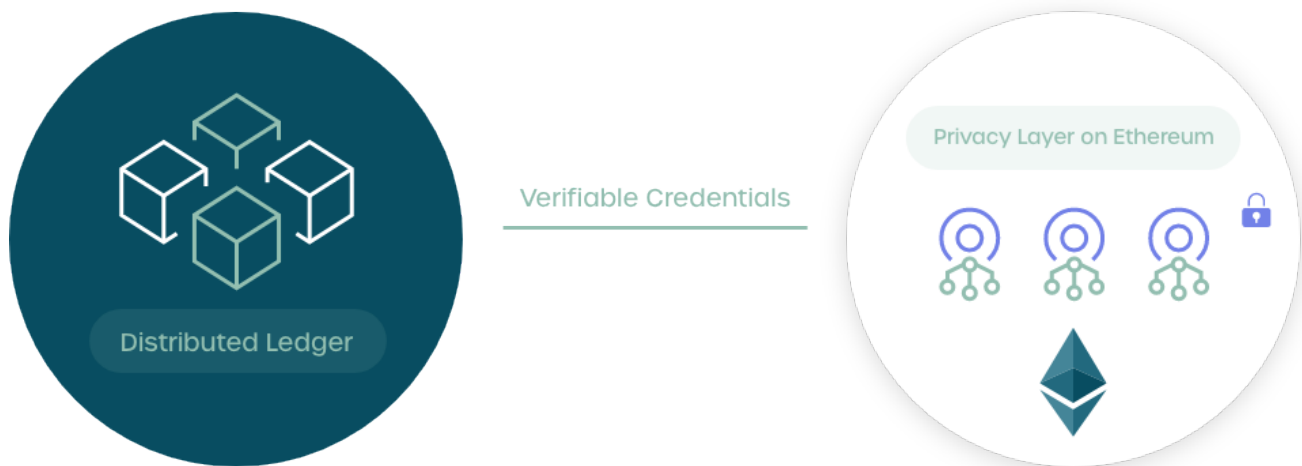 Distributed Ledger
Verifiable Credentials
Privacy Layer on Ethereum